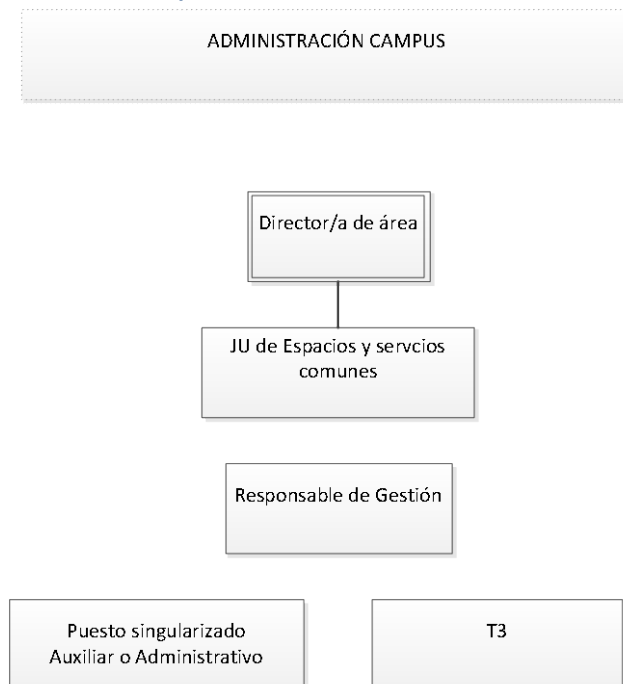 ADMINISTRACIÓN CAMPUS
Director/a de área
JU de Espacios y servcios
comunes
Responsable de Gestión
Puesto singularizado
Auxiliar o Administrativo
T3